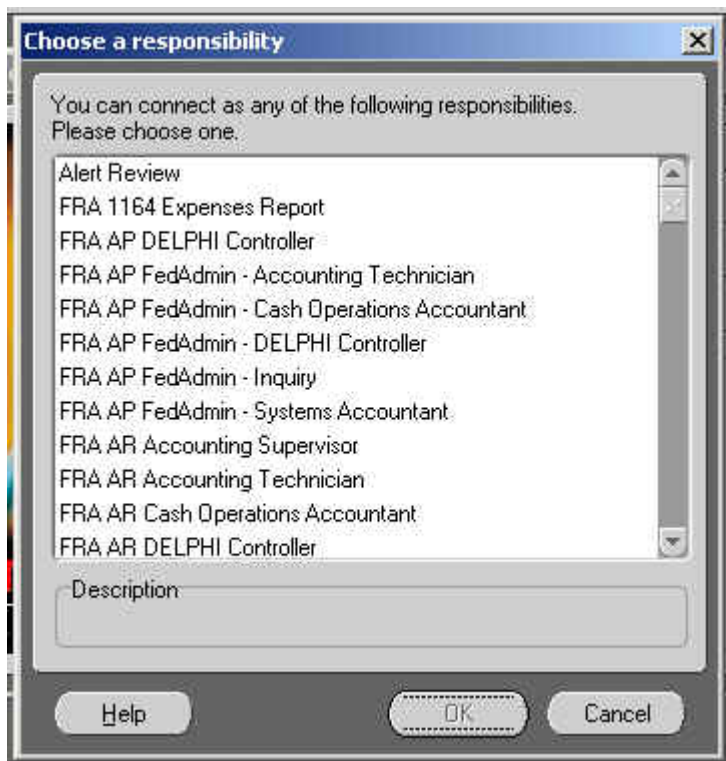 Choose a responsibility
You can connect as any of the following responsibilities.
Please choose one.
Alert Review
FRA 1164 Expenses Report
FRA AP DELPHI Controller
FRA AP FedAdmin - Accounting Technician
FRA AP FedAdmin - Cash Operations Accountant
FRA AP FedAdmin - DELPHI Controller
FRA AP FedAdmin - Inquiry
FRA AP FedAdmin - Systems Accountant
FRA AR Accounting Supervisor
FRA AR Accounting Technician
FRA AR Cash Operations Accountant
FRA AR DELPHI Controller
Description
Help OK Cancel